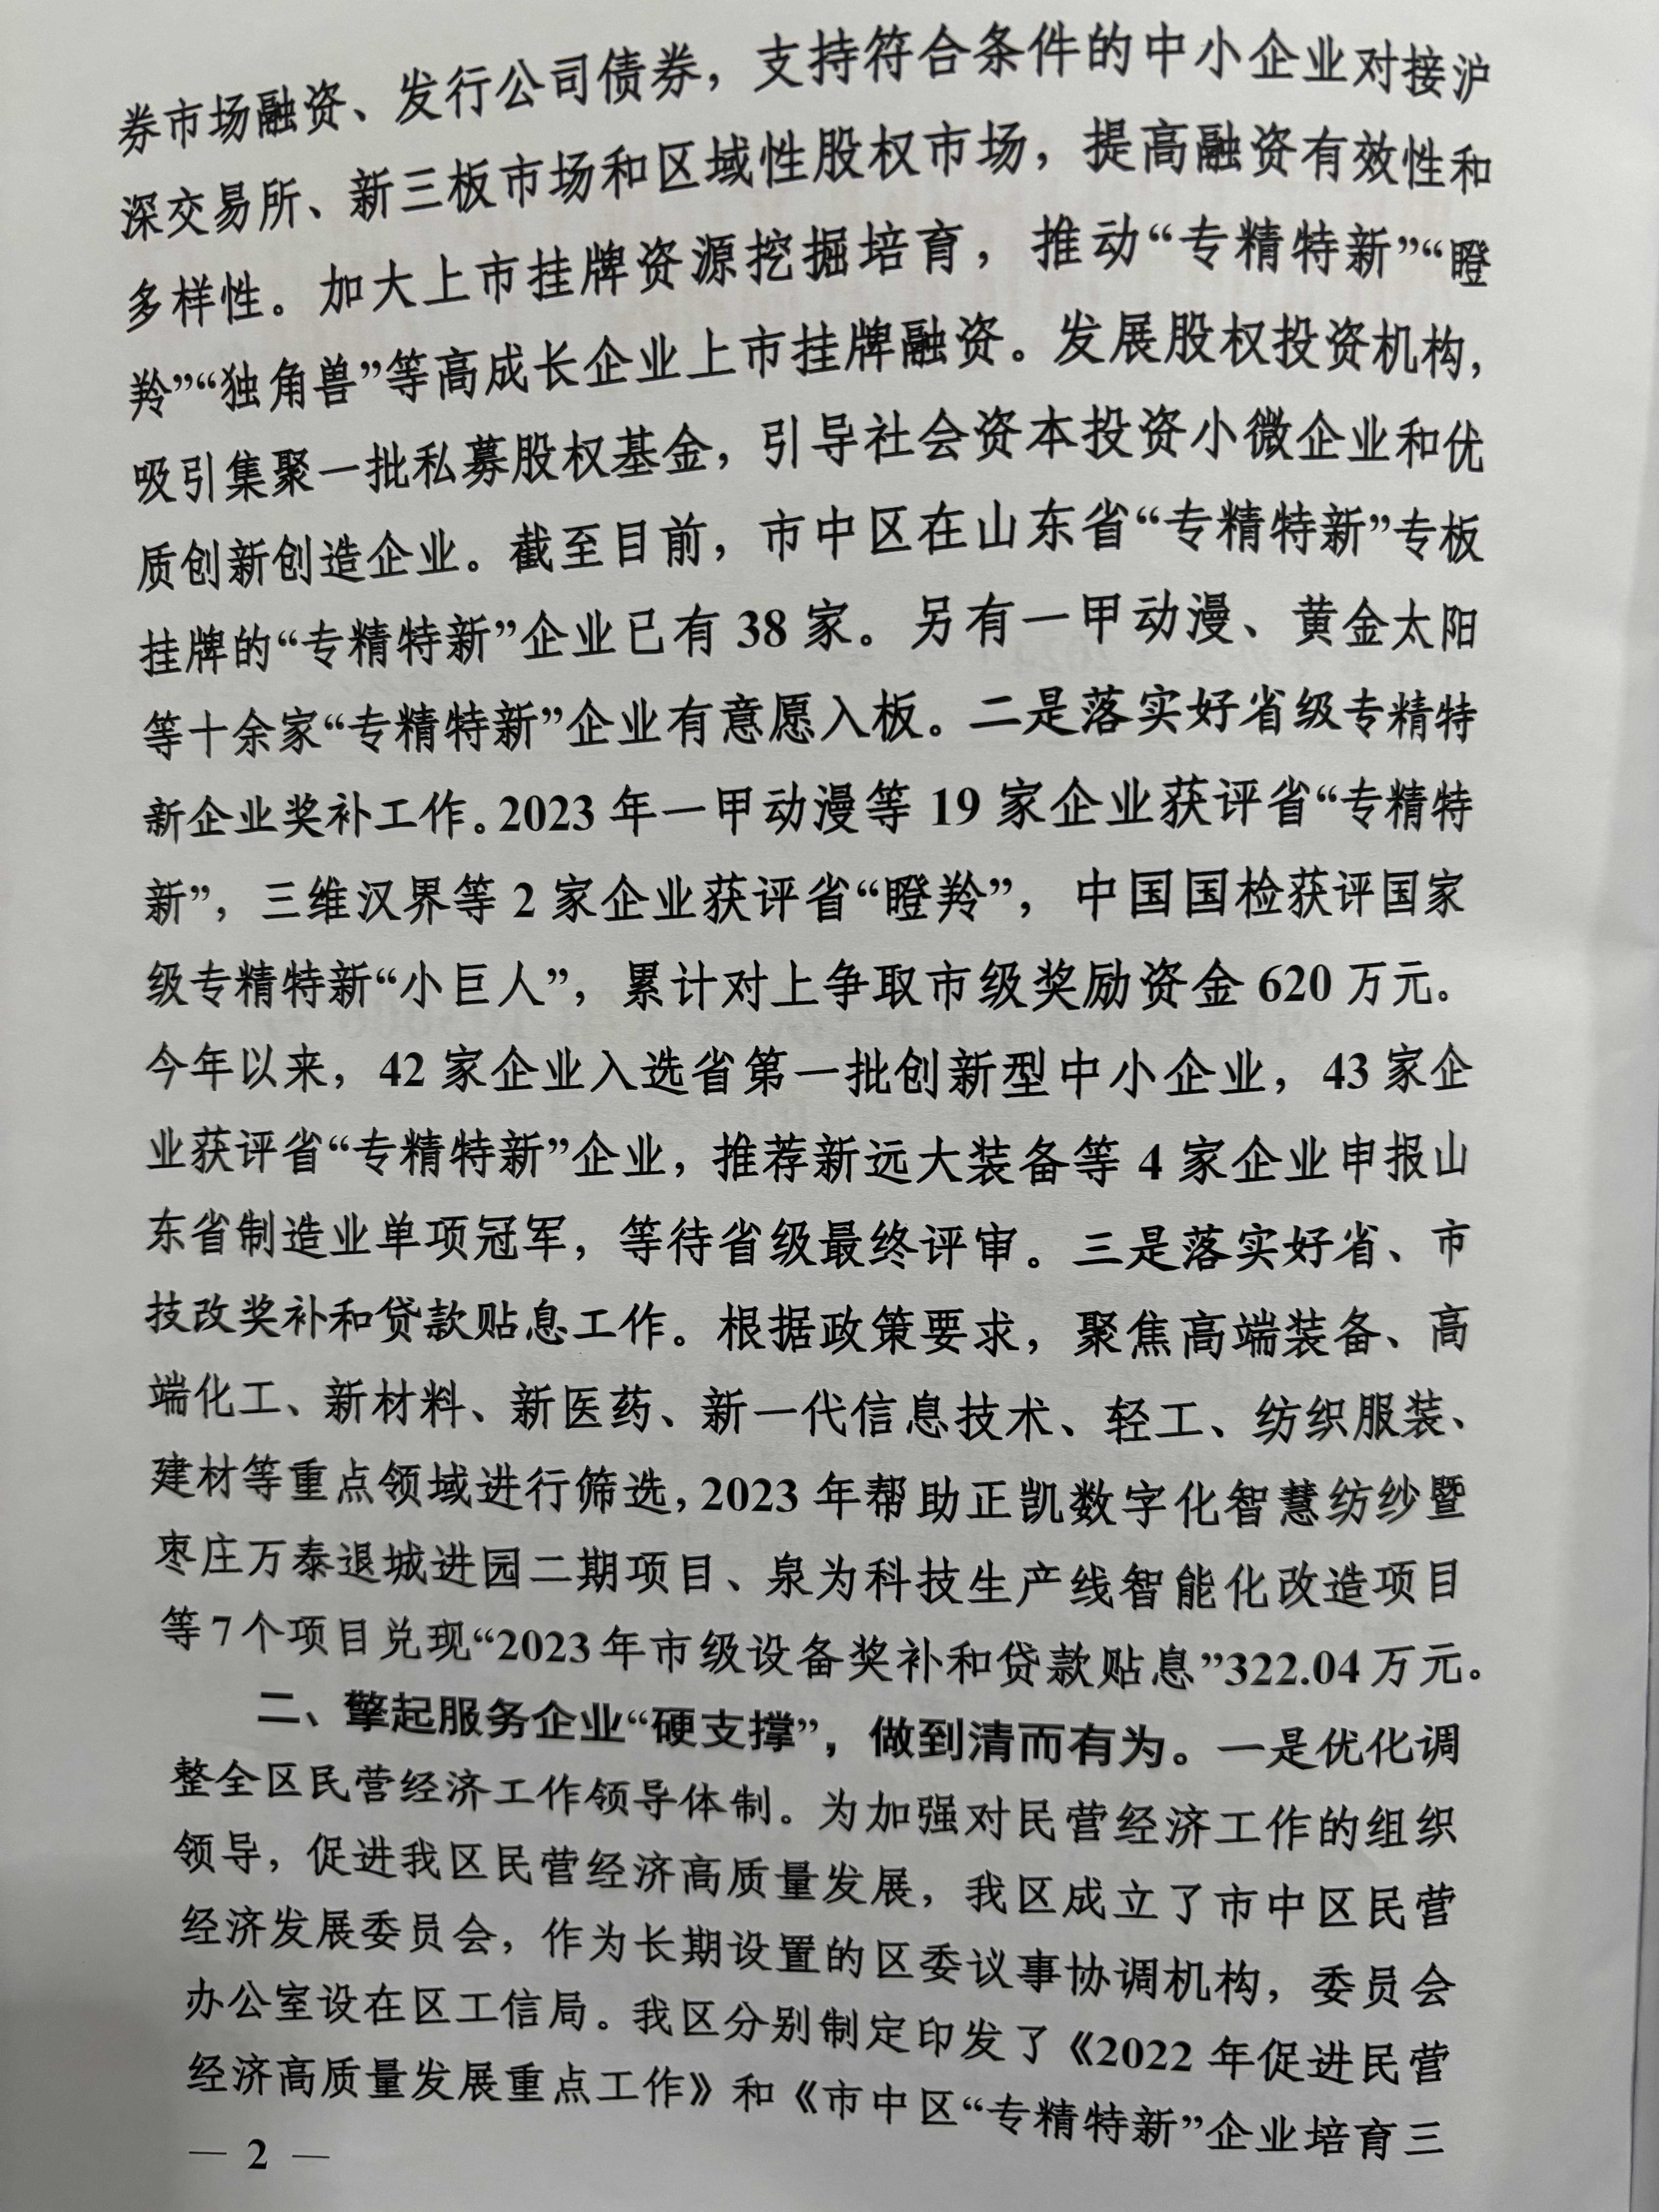 券市场融资、发行公司债券，支持符合条件的中小企业对接沪
深交易所、新三板市场和区域性股权市场，提高融资有效性和
多样性。加大上市挂牌资源挖掘培育，推动“专精特新”“瞪
羚”“独角兽”等高成长企业上市挂牌融资。发展股权投资机构，
吸引集聚一批私募股权基金，引导社会资本投资小微企业和优
质创新创造企业。截至目前，市中区在山东省“专精特新”专板
挂牌的“专精特新”企业已有 38 家。另有一甲动漫、黄金太阳
等十余家“专精特新”企业有意愿入板。二是落实好省级专精特
新企业奖补工作。2023 年一甲动漫等 19 家企业获评省“专精特
新”，三维汉界等 2 家企业获评省“瞪羚”，中国国检获评国家
级专精特新“小巨人”，累计对上争取市级奖励资金 620 万元。
今年以来，42 家企业入选省第一批创新型中小企业，43 家企
业获评省“专精特新”企业，推荐新远大装备等 4 家企业申报山
东省制造业单项冠军，等待省级最终评审。三是落实好省、市
技改奖补和贷款贴息工作。根据政策要求，聚焦高端装备、高
端化工、新材料、新医药、新一代信息技术、轻工、纺织服装、
建材等重点领域进行筛选，2023 年帮助正凯数字化智慧纺纱暨
枣庄万泰退城进园二期项目、泉为科技生产线智能化改造项目
等 7 个项目兑现“2023 年市级设备奖补和贷款贴息”322.04 万元。
二、擎起服务企业“硬支撑”，做到清而有为。一是优化调
整全区民营经济工作领导体制。为加强对民营经济工作的组织
领导，促进我区民营经济高质量发展，我区成立了市中区民营
经济发展委员会，作为长期设置的区委议事协调机构，委员会
办公室设在区工信局。我区分别制定印发了《2022 年促进民营
经济高质量发展重点工作》和《市中区“专精特新”企业培育三
— 2 —